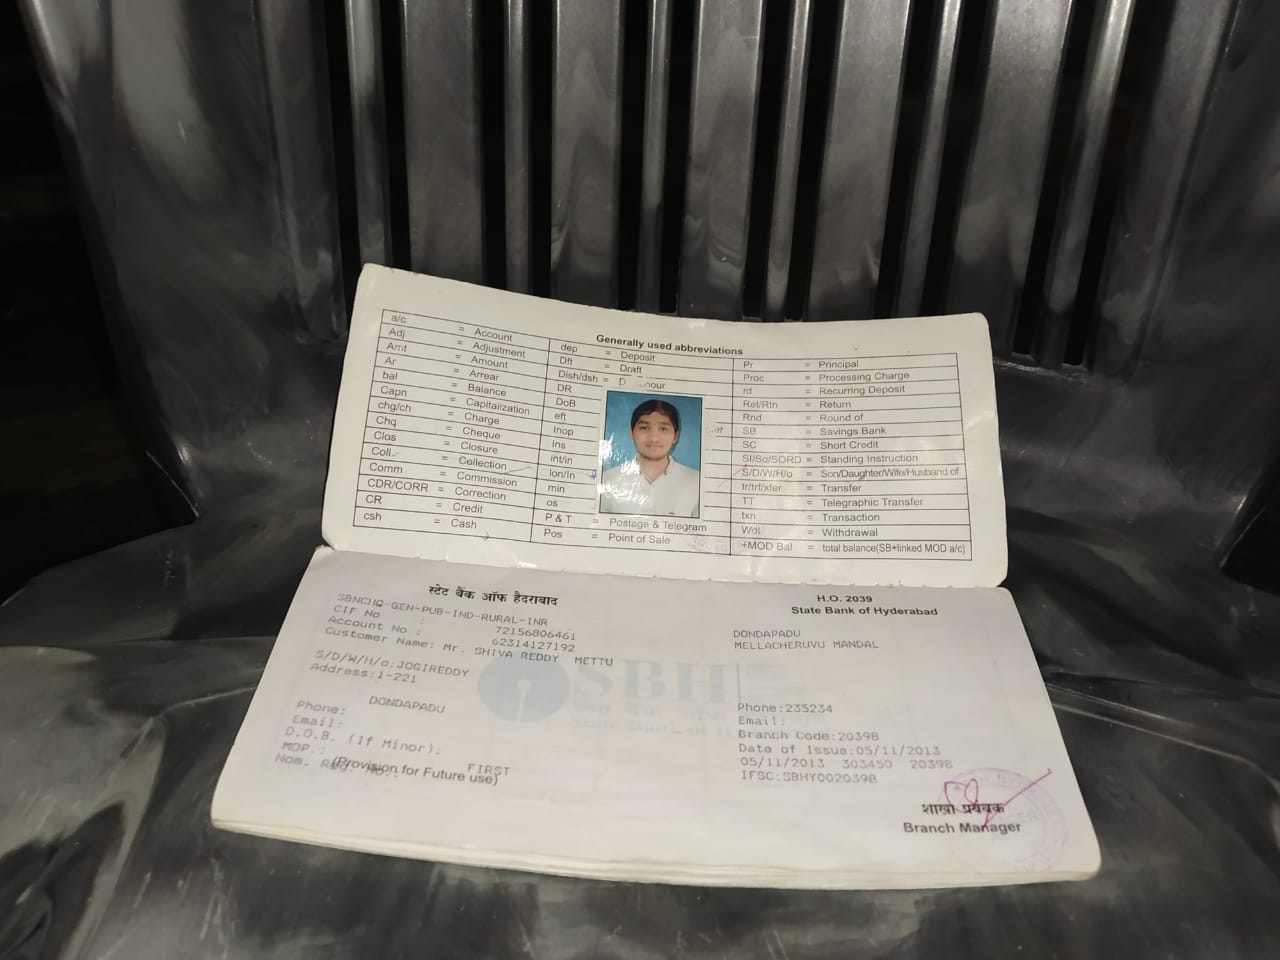 Generally used abbreviations
a/c = Account
Adj = Adjustment
Amt = Amount
Ar = Arrear
bal = Balance
Capn = Capitalization
chg/ch = Charge
Chq = Cheque
Clos = Closure
Coll = Collection
Comm = Commission
CDR/CORR = Correction
CR = Credit
csh = Cash
dep = Deposit
Dft = Draft
Dish/dsh =
DR
DoB
eft
Inop
Ins
int/in
Ion/In
min
os
P & T = Postage & Telegram
Pos = Point of Sale
Pr = Principal
Proc = Processing Charge
rd = Recurring Deposit
Ret/Rtn = Return
Rnd = Round of
SB = Savings Bank
SC = Short Credit
SI/So/SORD = Standing Instruction
S/D/W/H/o = Son/Daughter/Wife/Husband of
tr/trf/xfer = Transfer
TT = Telegraphic Transfer
txn = Transaction
Wdl = Withdrawal
+MOD Bal = total balance(SB+linked MOD a/c)
स्टेट बैंक ऑफ हैदराबाद
SBNCHQ-GEN-PUB-IND-RURAL-INR
CIF No : 72156806461
Account No : 62314127192
Customer Name: Mr. SHIVA REDDY METTU
S/D/W/H/o:JOGIREDDY
Address:1-221
DONDAPADU
Phone:
Email:
D.O.B. (If Minor):
MOP.: FIRST
Nom. Reg. No.:
(Provision for Future use)
SBH
H.O. 2039
State Bank of Hyderabad
DONDAPADU
MELLACHERUVU MANDAL
Phone:235234
Email:
Branch Code:20398
Date of Issue:05/11/2013
05/11/2013 303450 20398
IFSC:SBHY0020398
शाखा प्रबंधक
Branch Manager